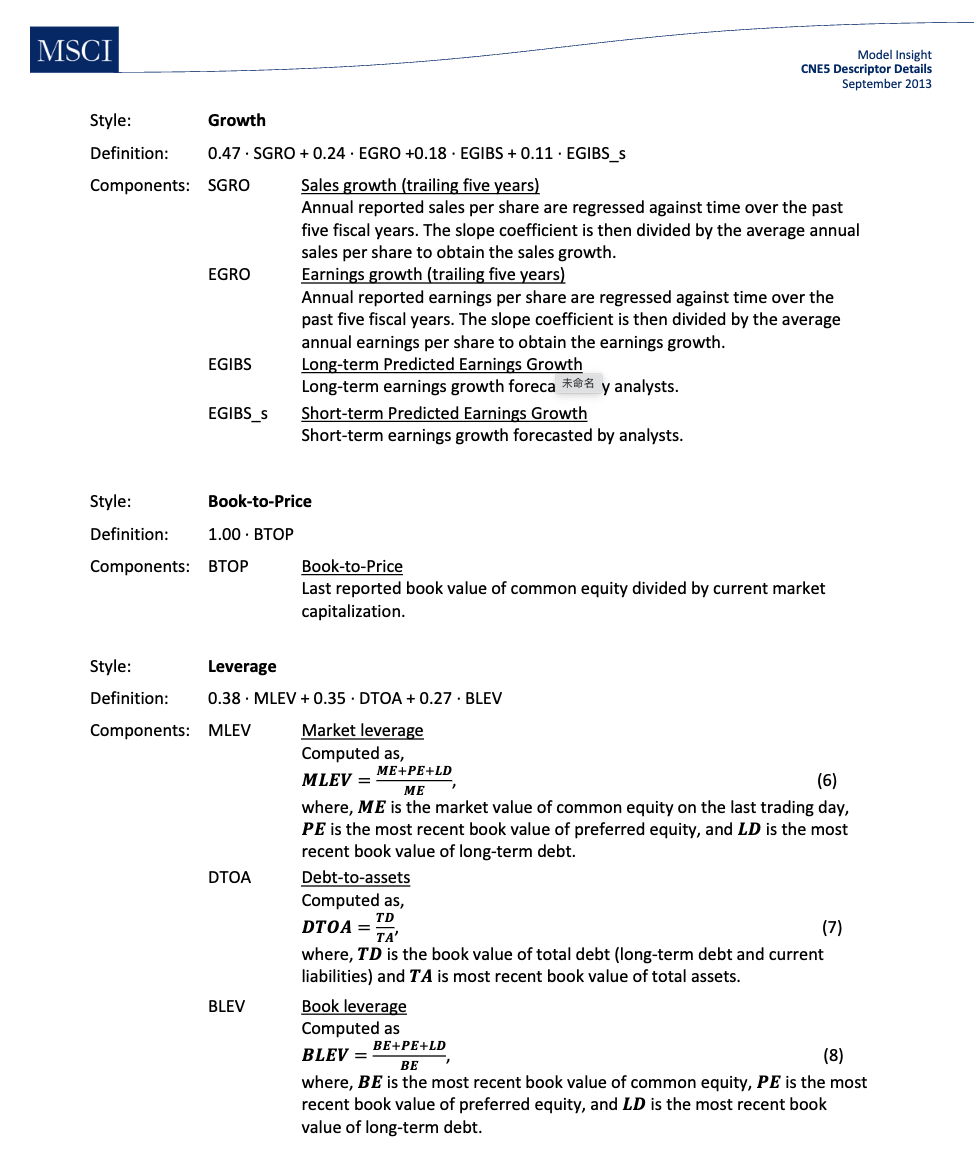 MSCI
Model Insight
CNE5 Descriptor Details
September 2013
Style: Growth
Definition: 0.47 · SGRO + 0.24 · EGRO +0.18 · EGIBS + 0.11 · EGIBS_s
Components: SGRO Sales growth (trailing five years)
Annual reported sales per share are regressed against time over the past
five fiscal years. The slope coefficient is then divided by the average annual
sales per share to obtain the sales growth.
EGRO Earnings growth (trailing five years)
Annual reported earnings per share are regressed against time over the
past five fiscal years. The slope coefficient is then divided by the average
annual earnings per share to obtain the earnings growth.
EGIBS Long-term Predicted Earnings Growth
Long-term earnings growth foreca 未命名 y analysts.
EGIBS_s Short-term Predicted Earnings Growth
Short-term earnings growth forecasted by analysts.
Style: Book-to-Price
Definition: 1.00 · BTOP
Components: BTOP Book-to-Price
Last reported book value of common equity divided by current market
capitalization.
Style: Leverage
Definition: 0.38 · MLEV + 0.35 · DTOA + 0.27 · BLEV
Components: MLEV Market leverage
Computed as,
MLEV = (ME+PE+LD)/ME, (6)
where, ME is the market value of common equity on the last trading day,
PE is the most recent book value of preferred equity, and LD is the most
recent book value of long-term debt.
DTOA Debt-to-assets
Computed as,
DTOA = TD/TA, (7)
where, TD is the book value of total debt (long-term debt and current
liabilities) and TA is most recent book value of total assets.
BLEV Book leverage
Computed as
BLEV = (BE+PE+LD)/BE, (8)
where, BE is the most recent book value of common equity, PE is the most
recent book value of preferred equity, and LD is the most recent book
value of long-term debt.